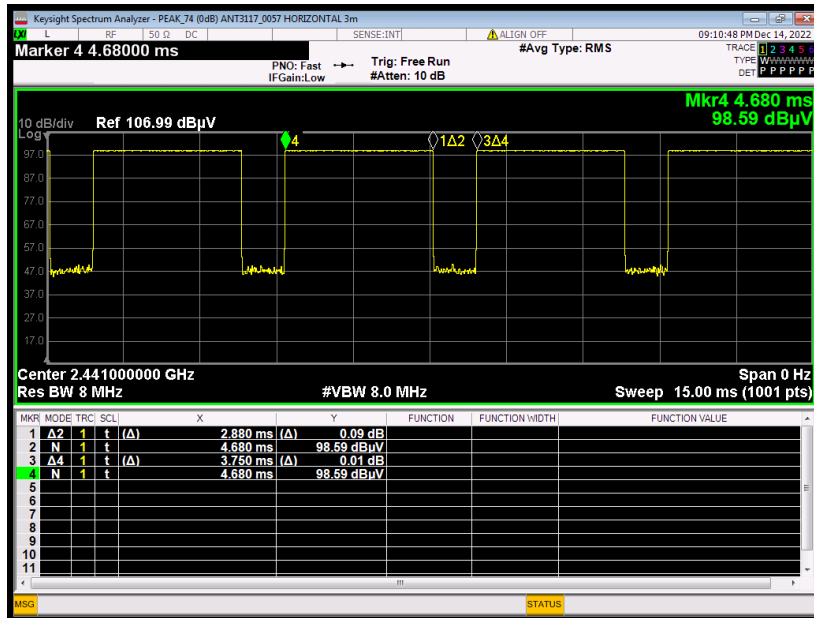 Keysight Spectrum Analyzer - PEAK_74 (0dB) ANT3117_0057 HORIZONTAL 3m
LXI L RF 50 Ω DC SENSE:INT ALIGN OFF 09:10:48 PM Dec 14, 2022
Marker 4 4.68000 ms
PNO: Fast
IFGain:Low
Trig: Free Run
#Atten: 10 dB
#Avg Type: RMS
TRACE 1 2 3 4 5 6
TYPE WWWWWW
DET P P P P P P
Mkr4 4.680 ms
98.59 dBµV
10 dB/div
Log
Ref 106.99 dBµV
4 1Δ2 3Δ4
97.0
87.0
77.0
67.0
57.0
47.0
37.0
27.0
17.0
Center 2.441000000 GHz Span 0 Hz
Res BW 8 MHz #VBW 8.0 MHz Sweep 15.00 ms (1001 pts)
MKR MODE TRC SCL X Y FUNCTION FUNCTION WIDTH FUNCTION VALUE
1 Δ2 1 t (Δ) 2.880 ms (Δ) 0.09 dB
2 N 1 t 4.680 ms 98.59 dBµV
3 Δ4 1 t (Δ) 3.750 ms (Δ) 0.01 dB
4 N 1 t 4.680 ms 98.59 dBµV
5
6
7
8
9
10
11
MSG STATUS